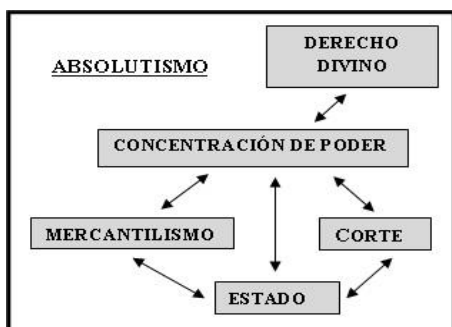 DERECHO
DIVINO
ABSOLUTISMO
CONCENTRACIÓN DE PODER
MERCANTILISMO
CORTE
ESTADO